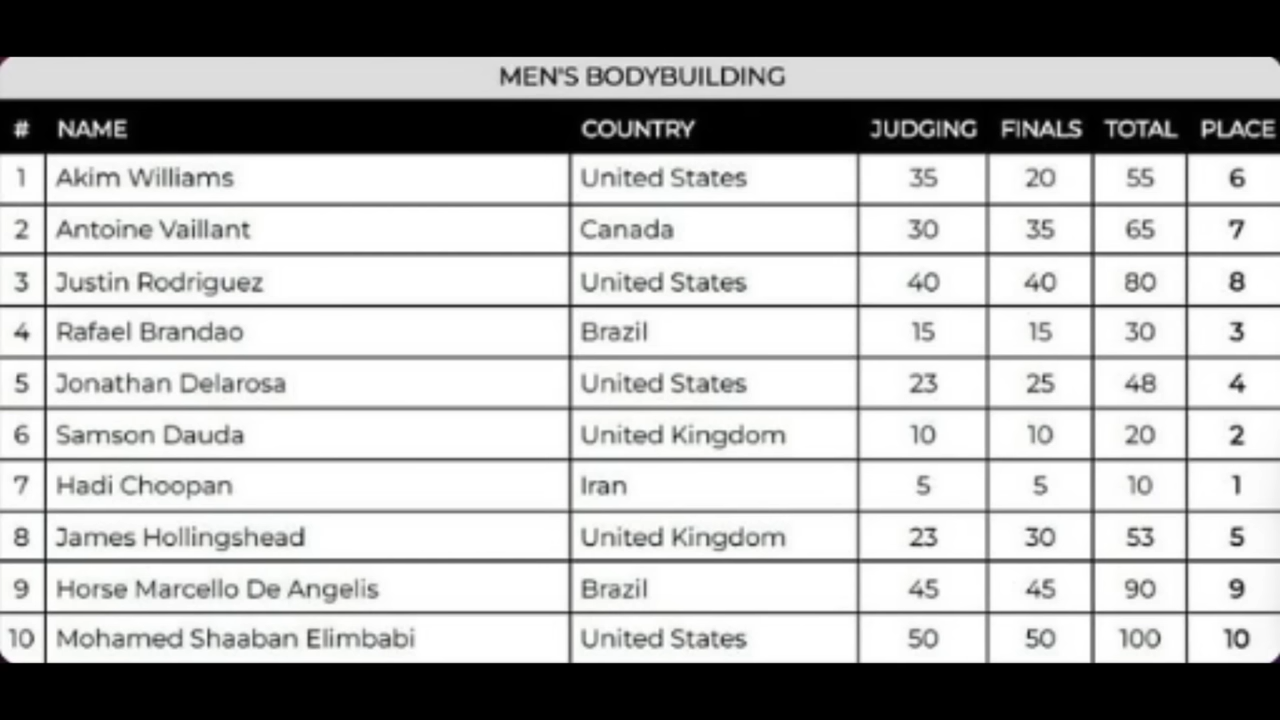 MEN'S BODYBUILDING
# NAME COUNTRY JUDGING FINALS TOTAL PLACE
1 Akim Williams United States 35 20 55 6
2 Antoine Vaillant Canada 30 35 65 7
3 Justin Rodriguez United States 40 40 80 8
4 Rafael Brandao Brazil 15 15 30 3
5 Jonathan Delarosa United States 23 25 48 4
6 Samson Dauda United Kingdom 10 10 20 2
7 Hadi Choopan Iran 5 5 10 1
8 James Hollingshead United Kingdom 23 30 53 5
9 Horse Marcello De Angelis Brazil 45 45 90 9
10 Mohamed Shaaban Elimbabi United States 50 50 100 10